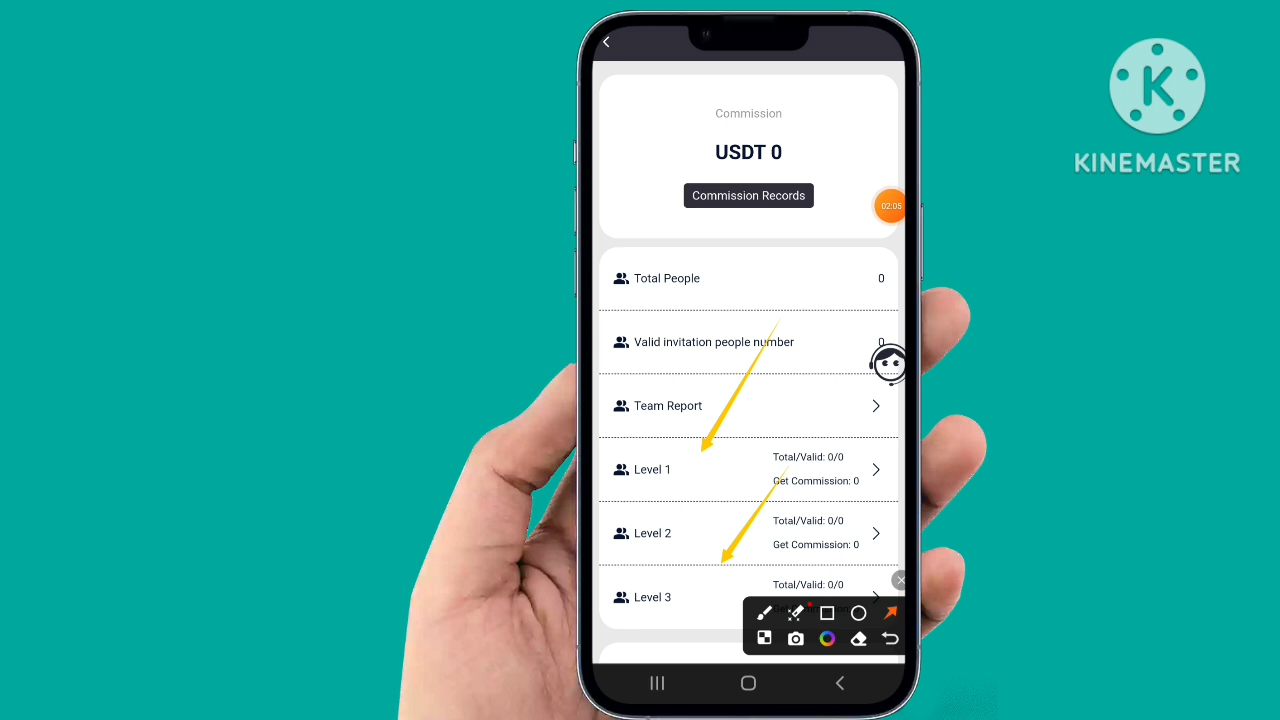 Commission
USDT 0
Commission Records
02:05
Total People 0
Valid invitation people number 0
Team Report
Level 1
Total/Valid: 0/0
Get Commission: 0
Level 2
Total/Valid: 0/0
Get Commission: 0
Level 3
Total/Valid: 0/0
K
KINEMASTER